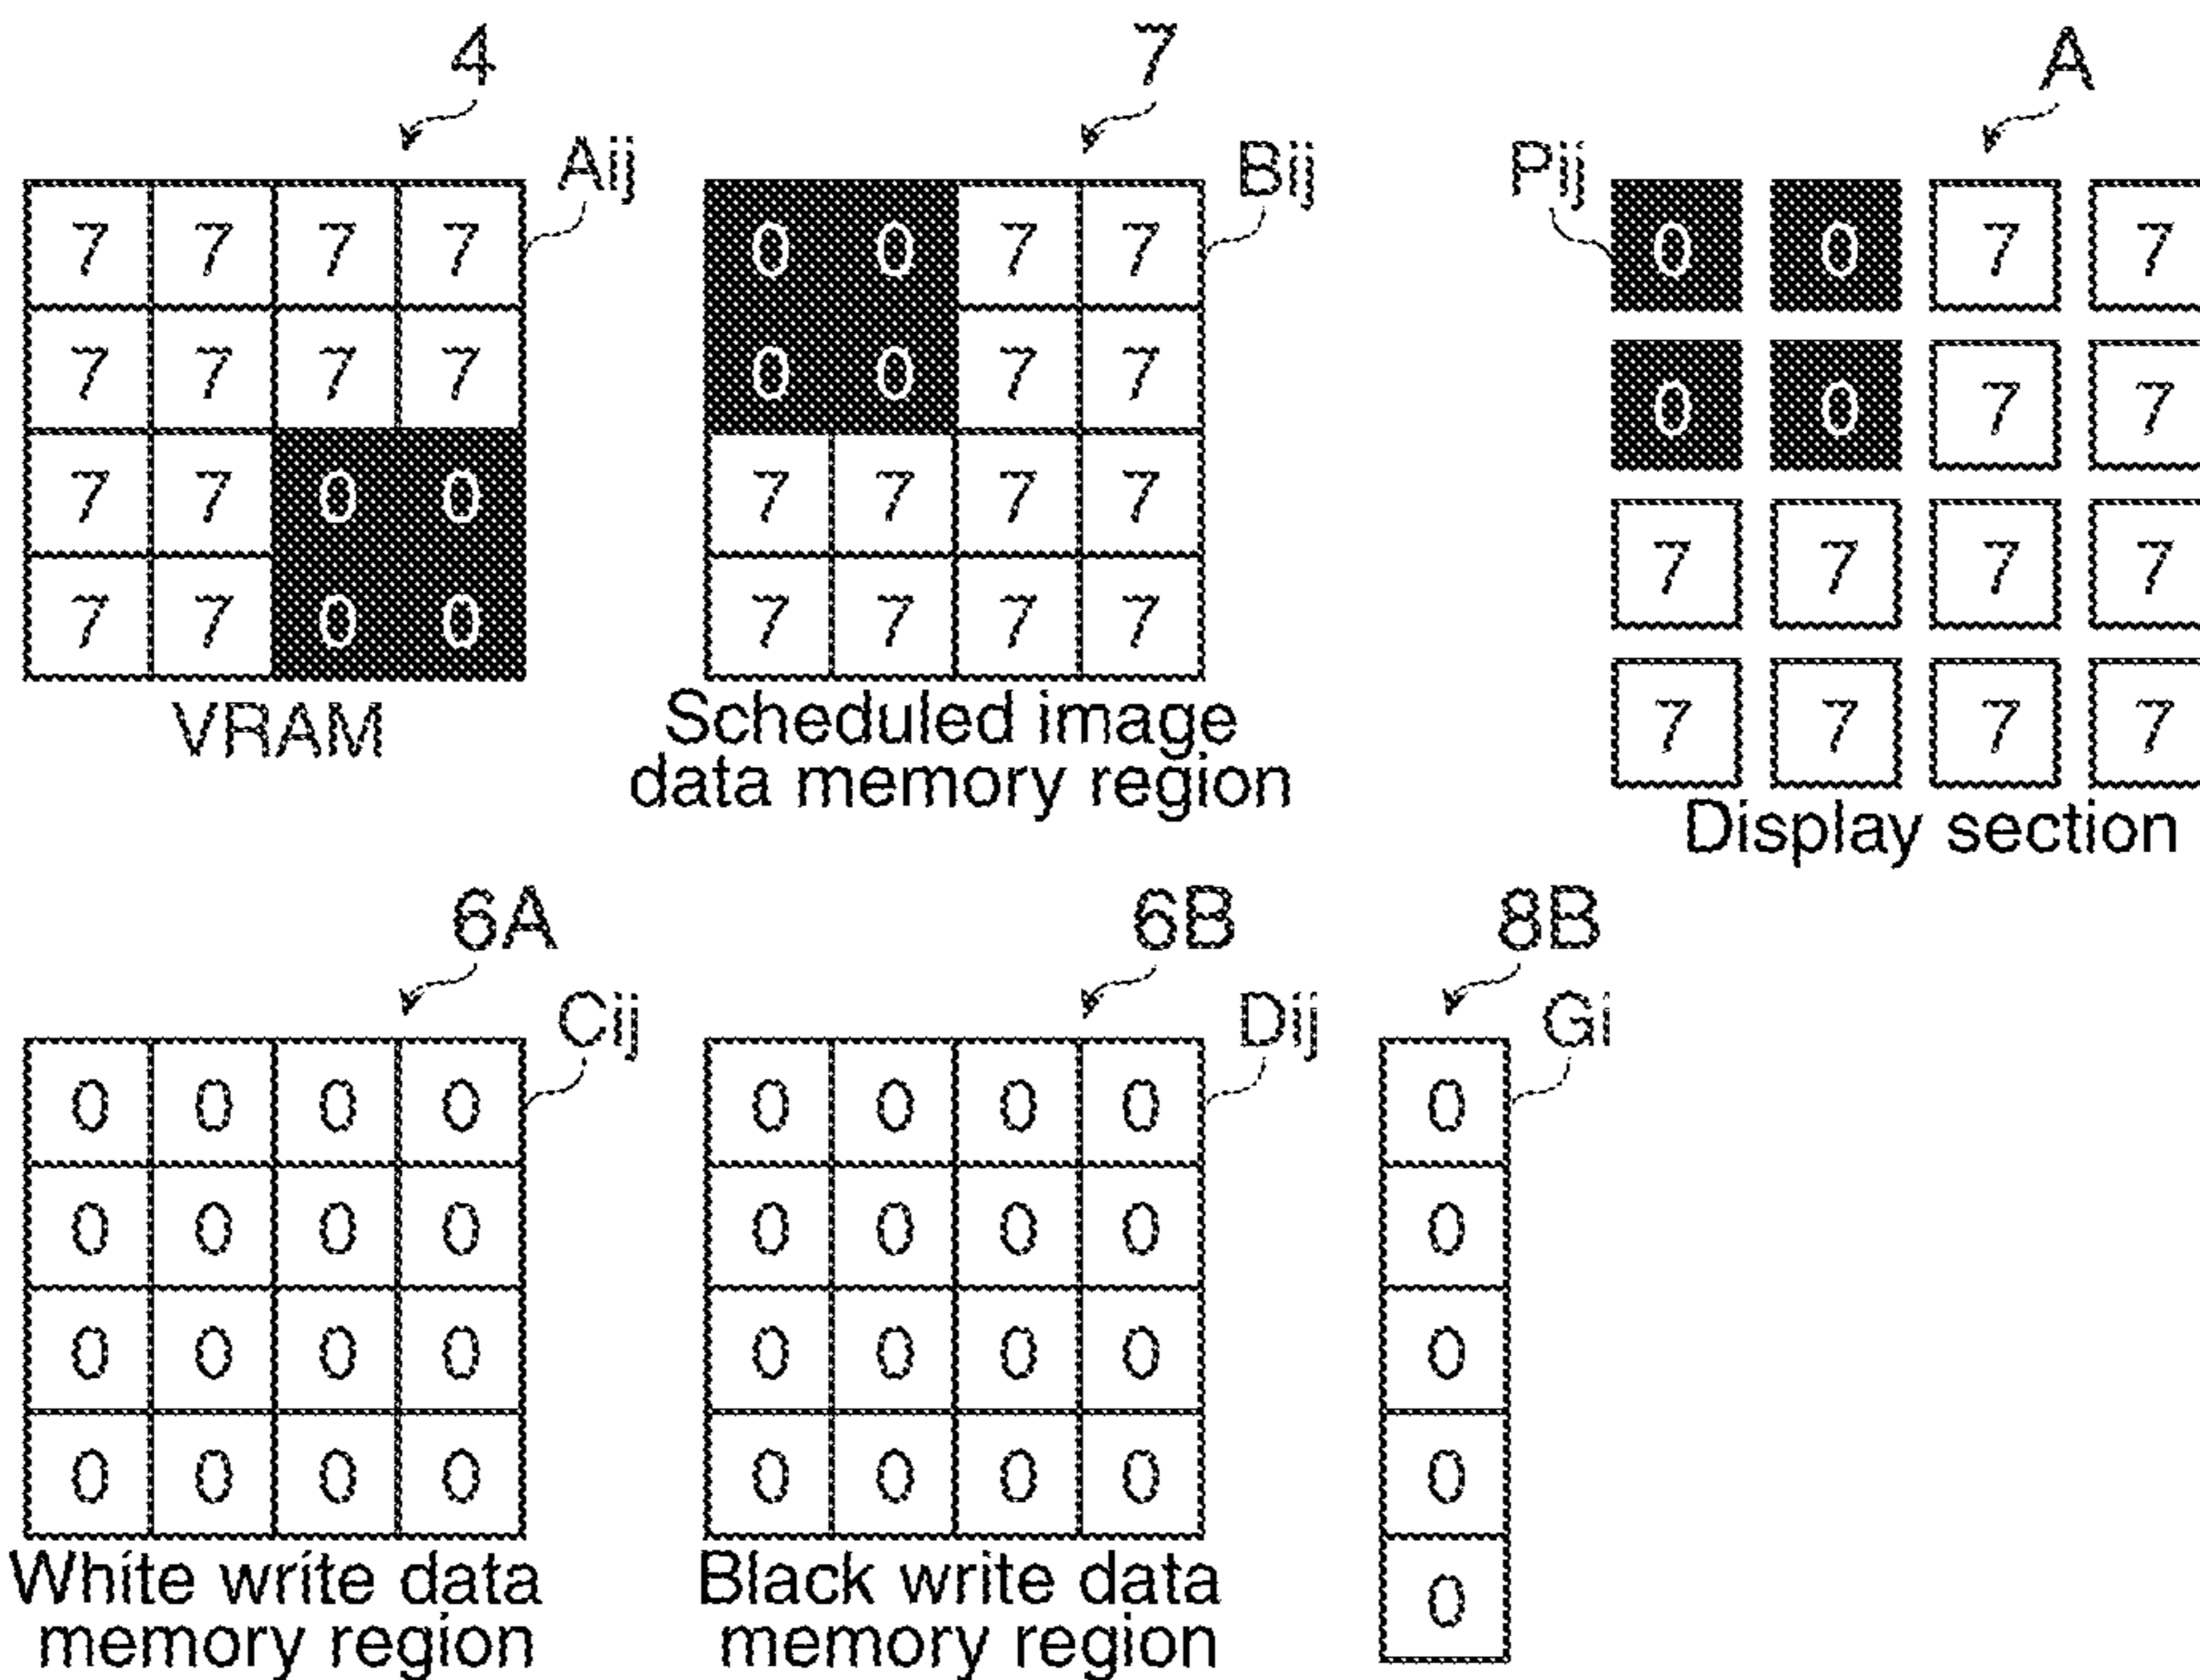 4
Aij
7 7 7 7
7 7 7 7
7 7 0 0
7 7 0 0
VRAM
7
Bij
0 0 7 7
0 0 7 7
7 7 7 7
7 7 7 7
Scheduled image
data memory region
A
Pij
0 0 7 7
0 0 7 7
7 7 7 7
7 7 7 7
Display section
6A
Cij
0 0 0 0
0 0 0 0
0 0 0 0
0 0 0 0
White write data
memory region
6B
Dij
0 0 0 0
0 0 0 0
0 0 0 0
0 0 0 0
Black write data
memory region
8B
Gi
0
0
0
0
0